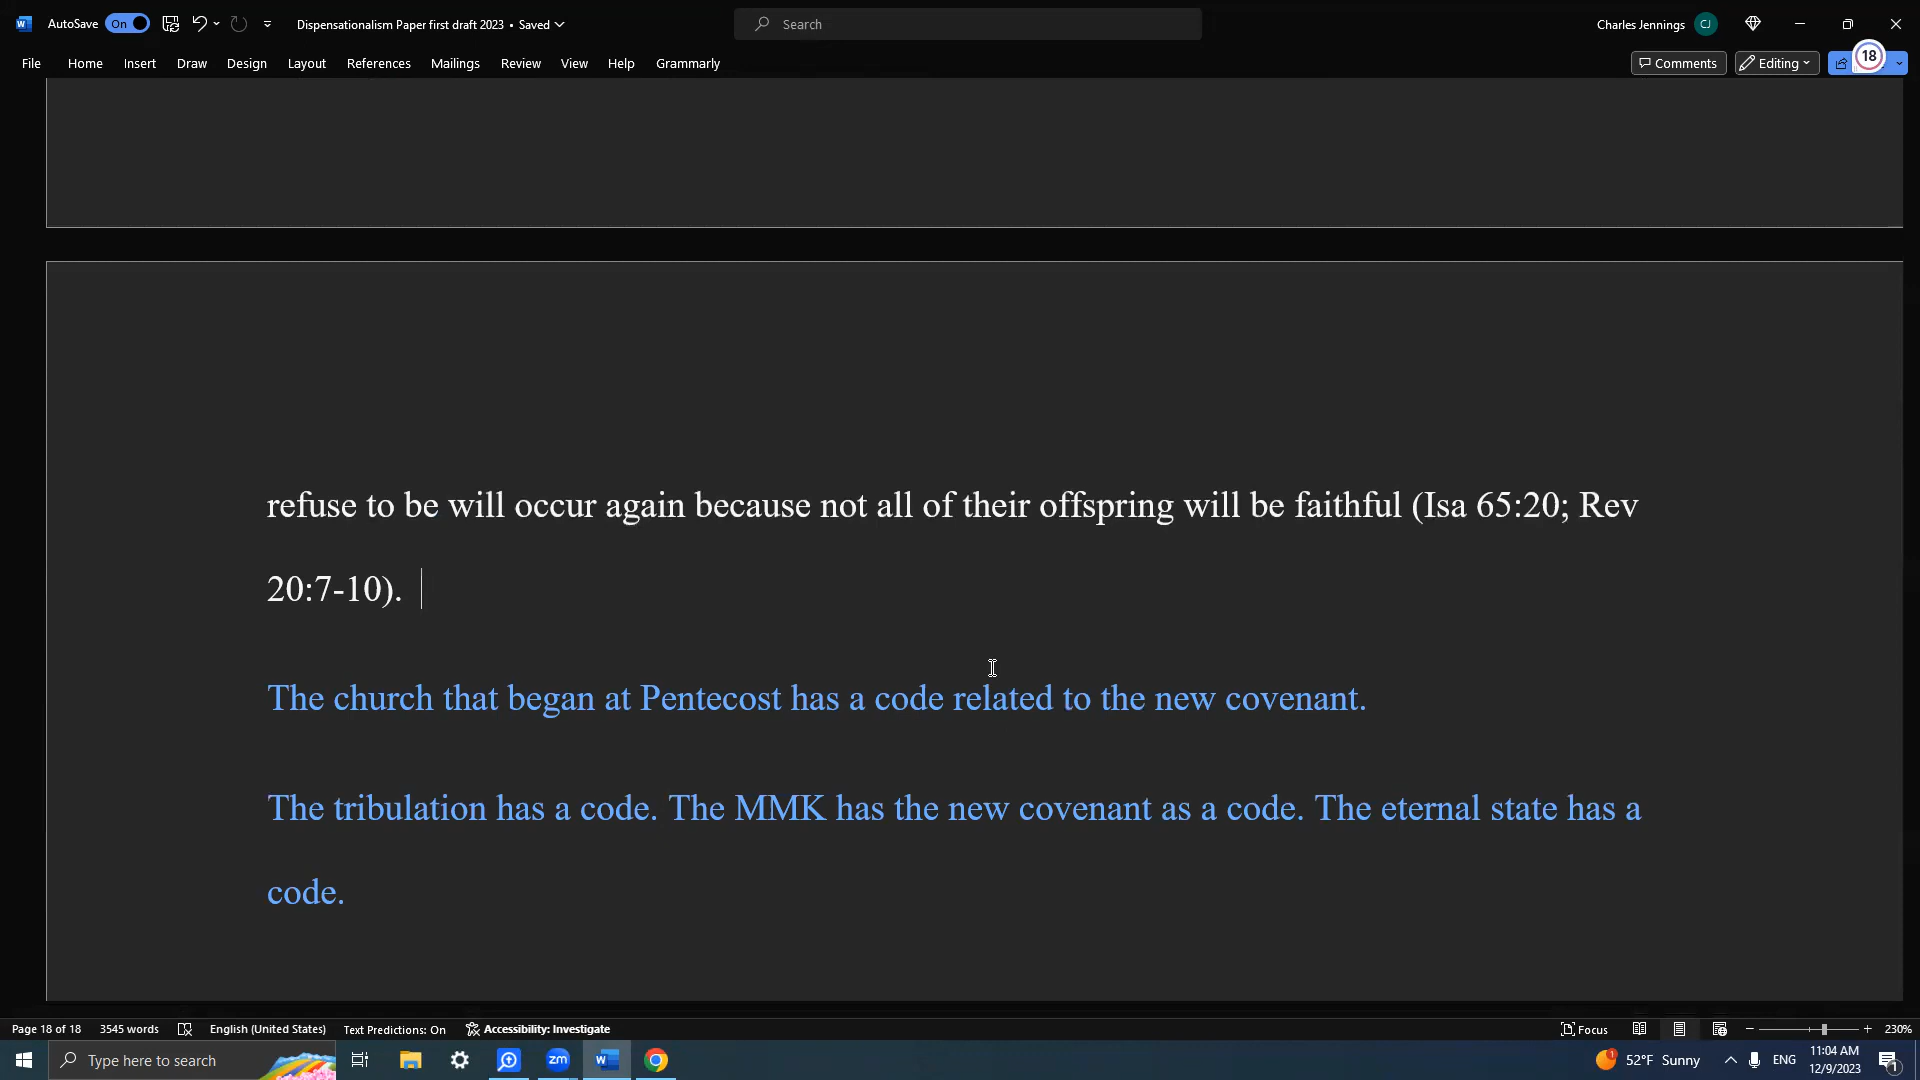 AutoSave On Dispensationalism Paper first draft 2023 • Saved Search Charles Jennings CJ
File Home Insert Draw Design Layout References Mailings Review View Help Grammarly Comments Editing 18
refuse to be will occur again because not all of their offspring will be faithful (Isa 65:20; Rev
20:7-10).
The church that began at Pentecost has a code related to the new covenant.
The tribulation has a code. The MMK has the new covenant as a code. The eternal state has a
code.
Page 18 of 18 3545 words English (United States) Text Predictions: On Accessibility: Investigate Focus 230%
Type here to search zm W 52°F Sunny ENG 11:04 AM
12/9/2023 1